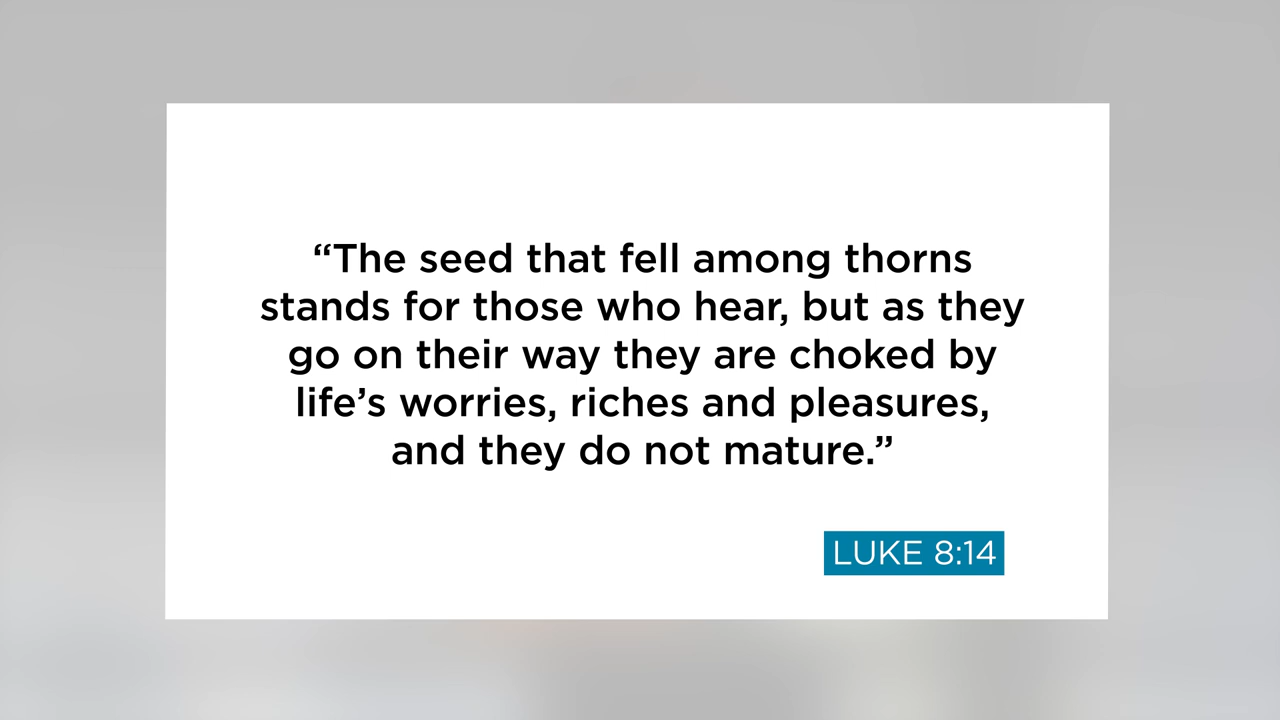 “The seed that fell among thorns
stands for those who hear, but as they
go on their way they are choked by
life’s worries, riches and pleasures,
and they do not mature.”
LUKE 8:14